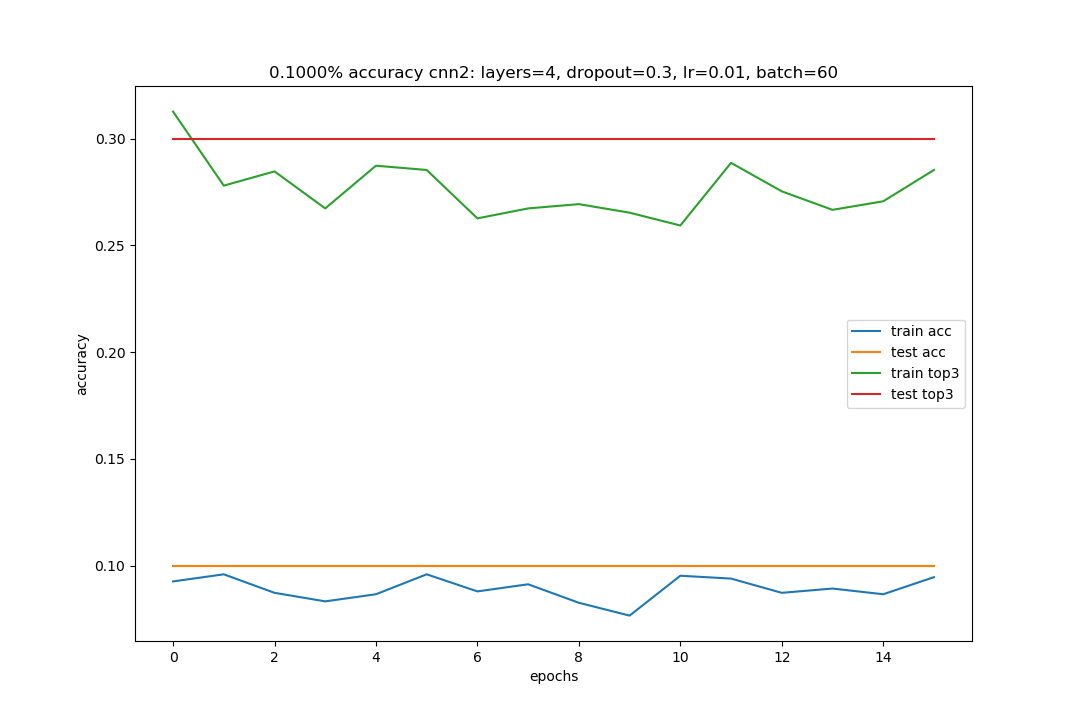 0.1000% accuracy cnn2: layers=4, dropout=0.3, lr=0.01, batch=60
0.30
0.25
0.20
0.15
0.10
accuracy
train acc
test acc
train top3
test top3
0 2 4 6 8 10 12 14
epochs